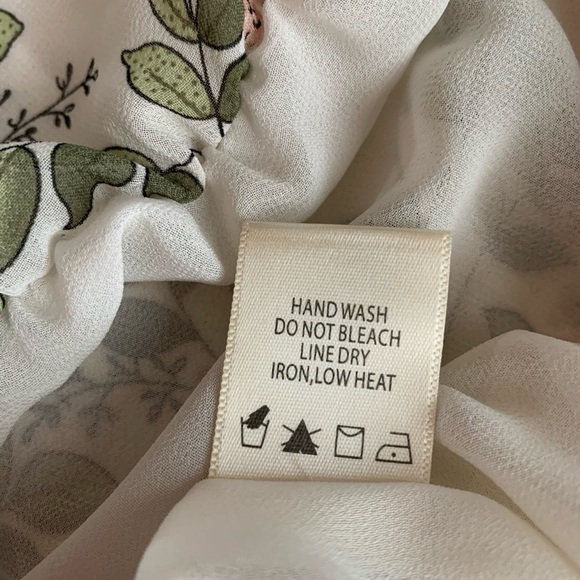 HAND WASH
DO NOT BLEACH
LINE DRY
IRON,LOW HEAT